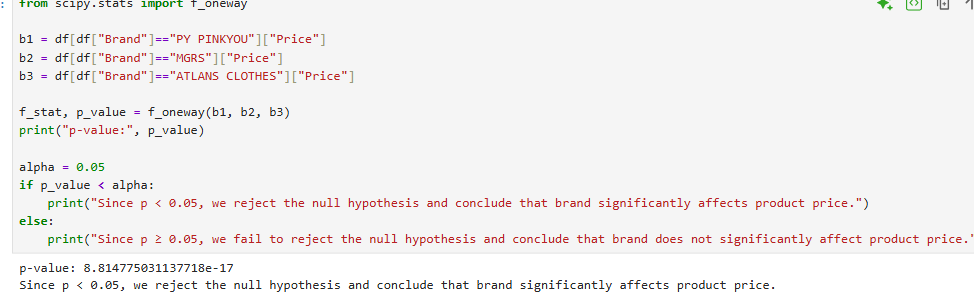 from scipy.stats import f_oneway
b1 = df[df["Brand"]=="PY PINKYOU"]["Price"]
b2 = df[df["Brand"]=="MGRS"]["Price"]
b3 = df[df["Brand"]=="ATLANS CLOTHES"]["Price"]
f_stat, p_value = f_oneway(b1, b2, b3)
print("p-value:", p_value)
alpha = 0.05
if p_value < alpha:
    print("Since p < 0.05, we reject the null hypothesis and conclude that brand significantly affects product price.")
else:
    print("Since p ≥ 0.05, we fail to reject the null hypothesis and conclude that brand does not significantly affect product price."
p-value: 8.814775031137718e-17
Since p < 0.05, we reject the null hypothesis and conclude that brand significantly affects product price.